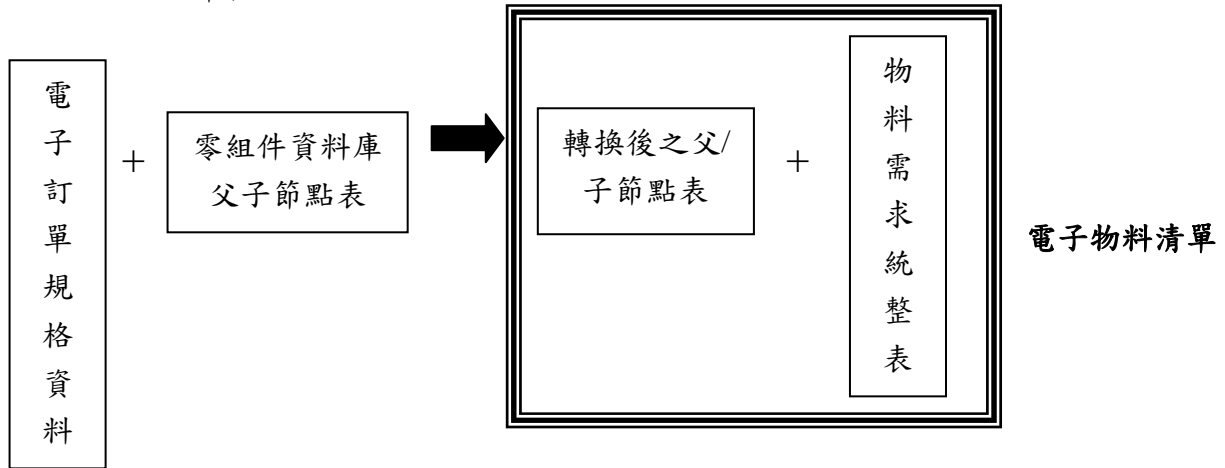 電子訂單規格資料
+
零組件資料庫
父子節點表
轉換後之父/
子節點表
+
物料需求統整表
電子物料清單